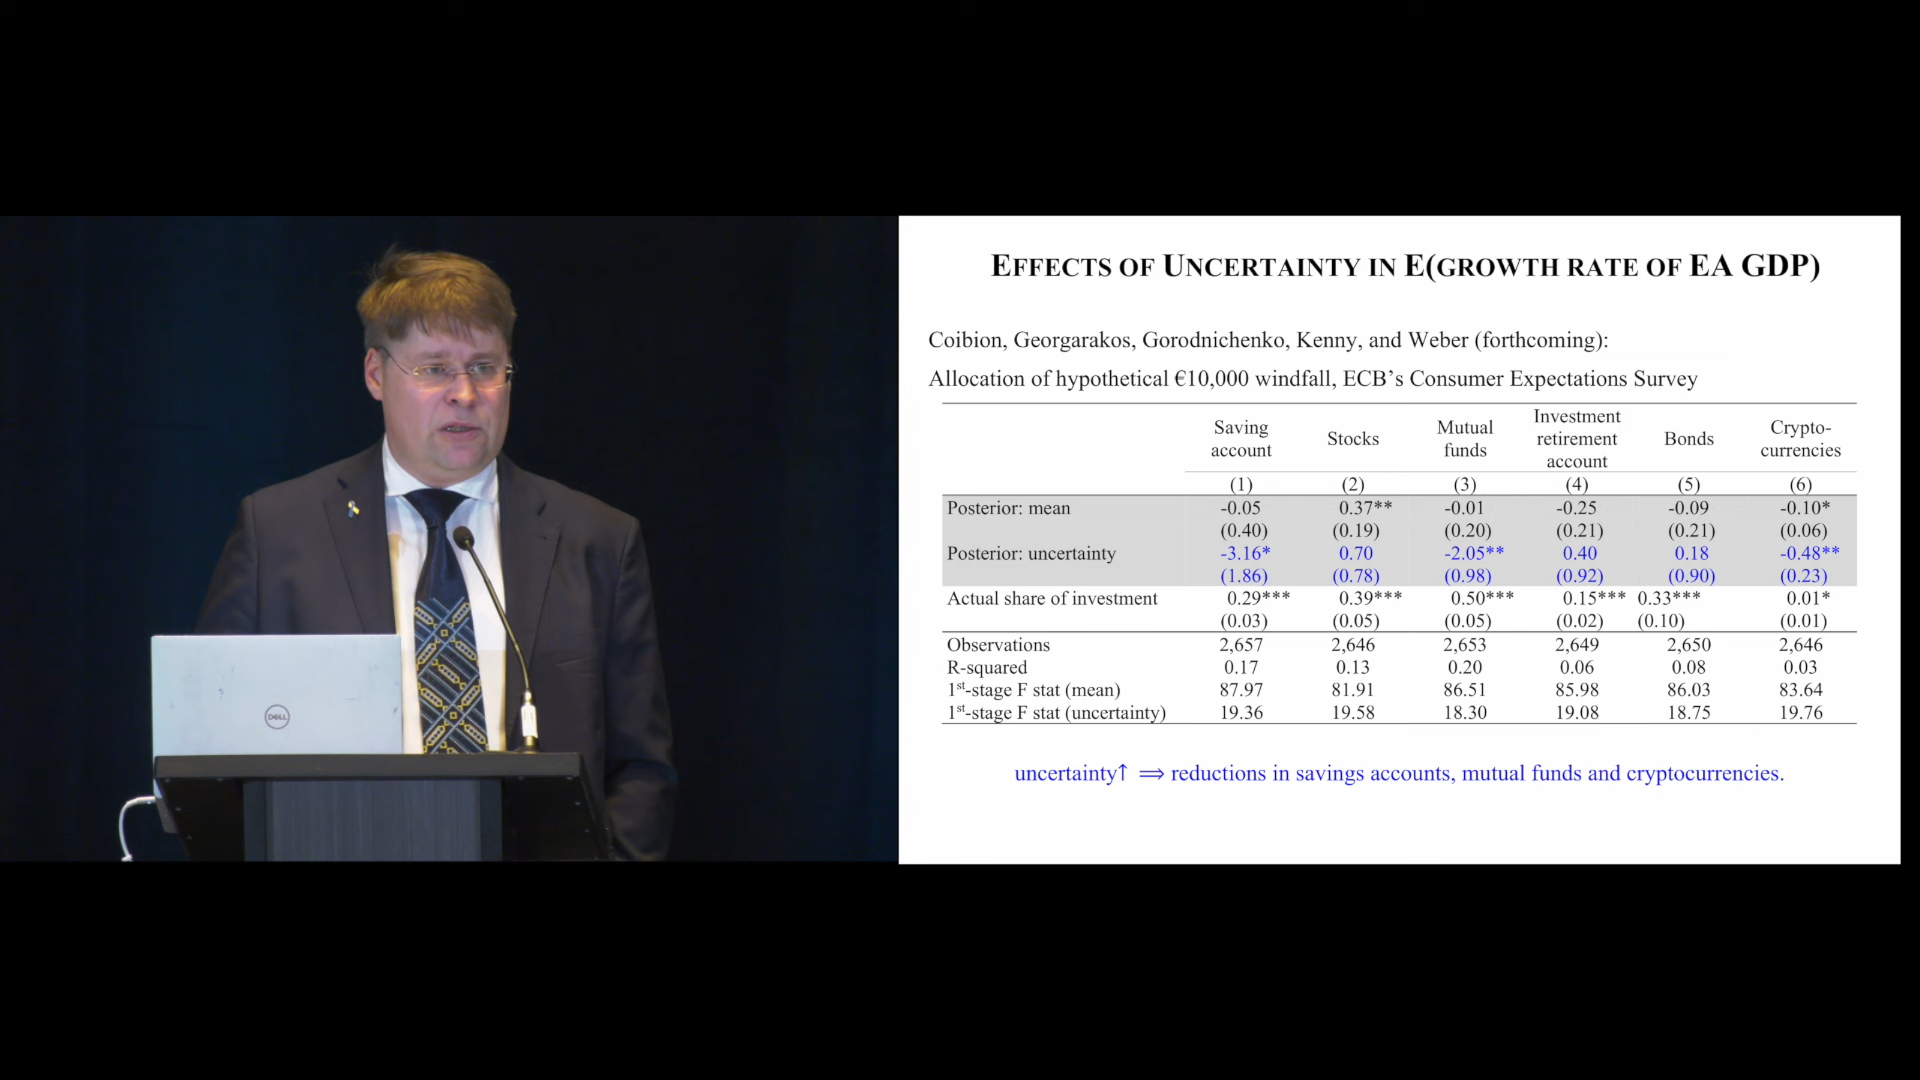 EFFECTS OF UNCERTAINTY IN E(GROWTH RATE OF EA GDP)
Coibion, Georgarakos, Gorodnichenko, Kenny, and Weber (forthcoming):
Allocation of hypothetical €10,000 windfall, ECB's Consumer Expectations Survey
Saving account Stocks Mutual funds Investment retirement account Bonds Crypto-currencies
(1) (2) (3) (4) (5) (6)
Posterior: mean -0.05 0.37** -0.01 -0.25 -0.09 -0.10*
(0.40) (0.19) (0.20) (0.21) (0.21) (0.06)
Posterior: uncertainty -3.16* 0.70 -2.05** 0.40 0.18 -0.48**
(1.86) (0.78) (0.98) (0.92) (0.90) (0.23)
Actual share of investment 0.29*** 0.39*** 0.50*** 0.15*** 0.33*** 0.01*
(0.03) (0.05) (0.05) (0.02) (0.10) (0.01)
Observations 2,657 2,646 2,653 2,649 2,650 2,646
R-squared 0.17 0.13 0.20 0.06 0.08 0.03
1st-stage F stat (mean) 87.97 81.91 86.51 85.98 86.03 83.64
1st-stage F stat (uncertainty) 19.36 19.58 18.30 19.08 18.75 19.76
uncertainty↑ ⟹ reductions in savings accounts, mutual funds and cryptocurrencies.
DELL